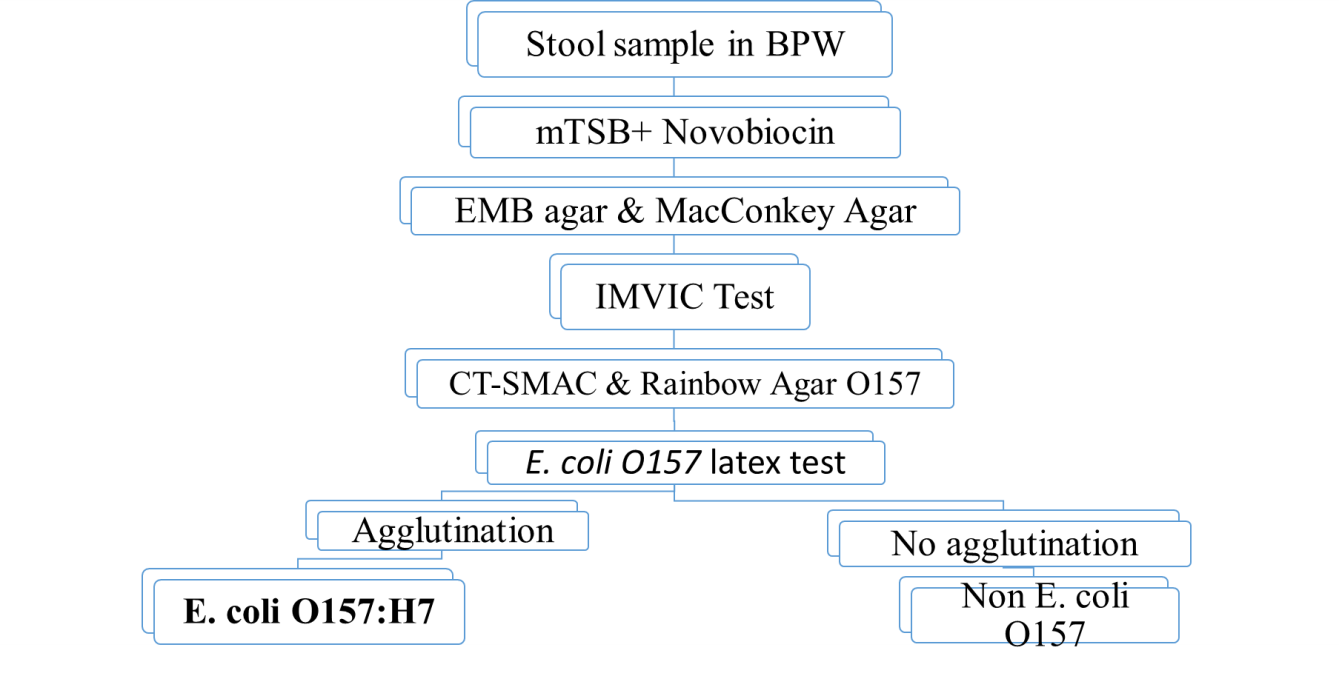 Stool sample in BPW
mTSB+ Novobiocin
EMB agar & MacConkey Agar
IMVIC Test
CT-SMAC & Rainbow Agar O157
E. coli O157 latex test
Agglutination
No agglutination
E. coli O157:H7
Non E. coli
O157